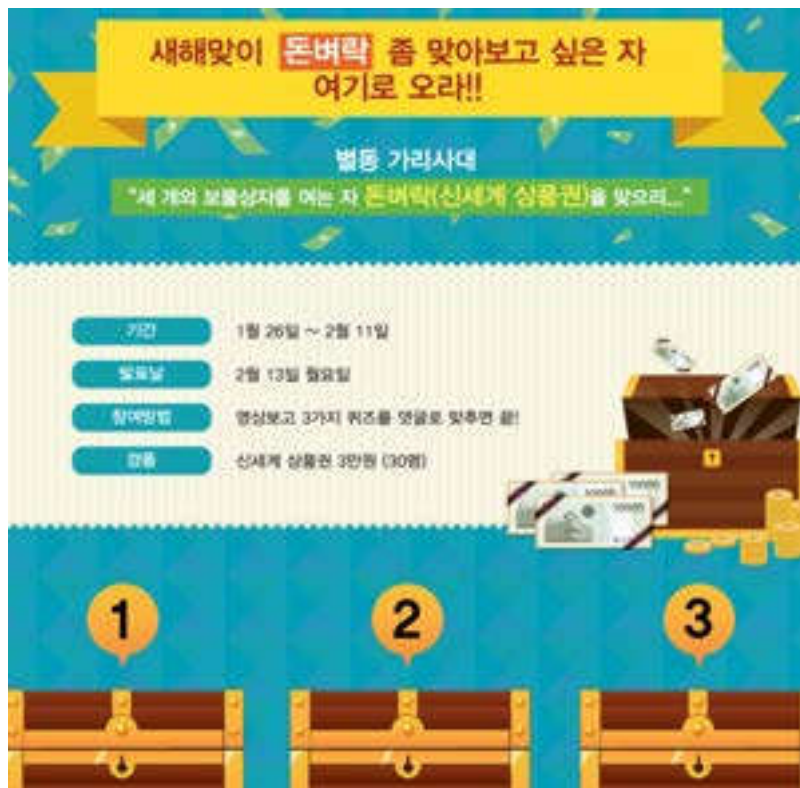 새해맞이 돈벼락 좀 맞아보고 싶은 자
여기로 오라!!
별동 가리사대
"세 개의 보물상자를 여는 자 돈벼락(신세계 상품권)을 맞으리..."
기간 1월 26일 ~ 2월 11일
발표날 2월 13일 월요일
참여방법 영상보고 3가지 퀴즈를 댓글로 맞추면 끝!
경품 신세계 상품권 3만원 (30명)
1 2 3